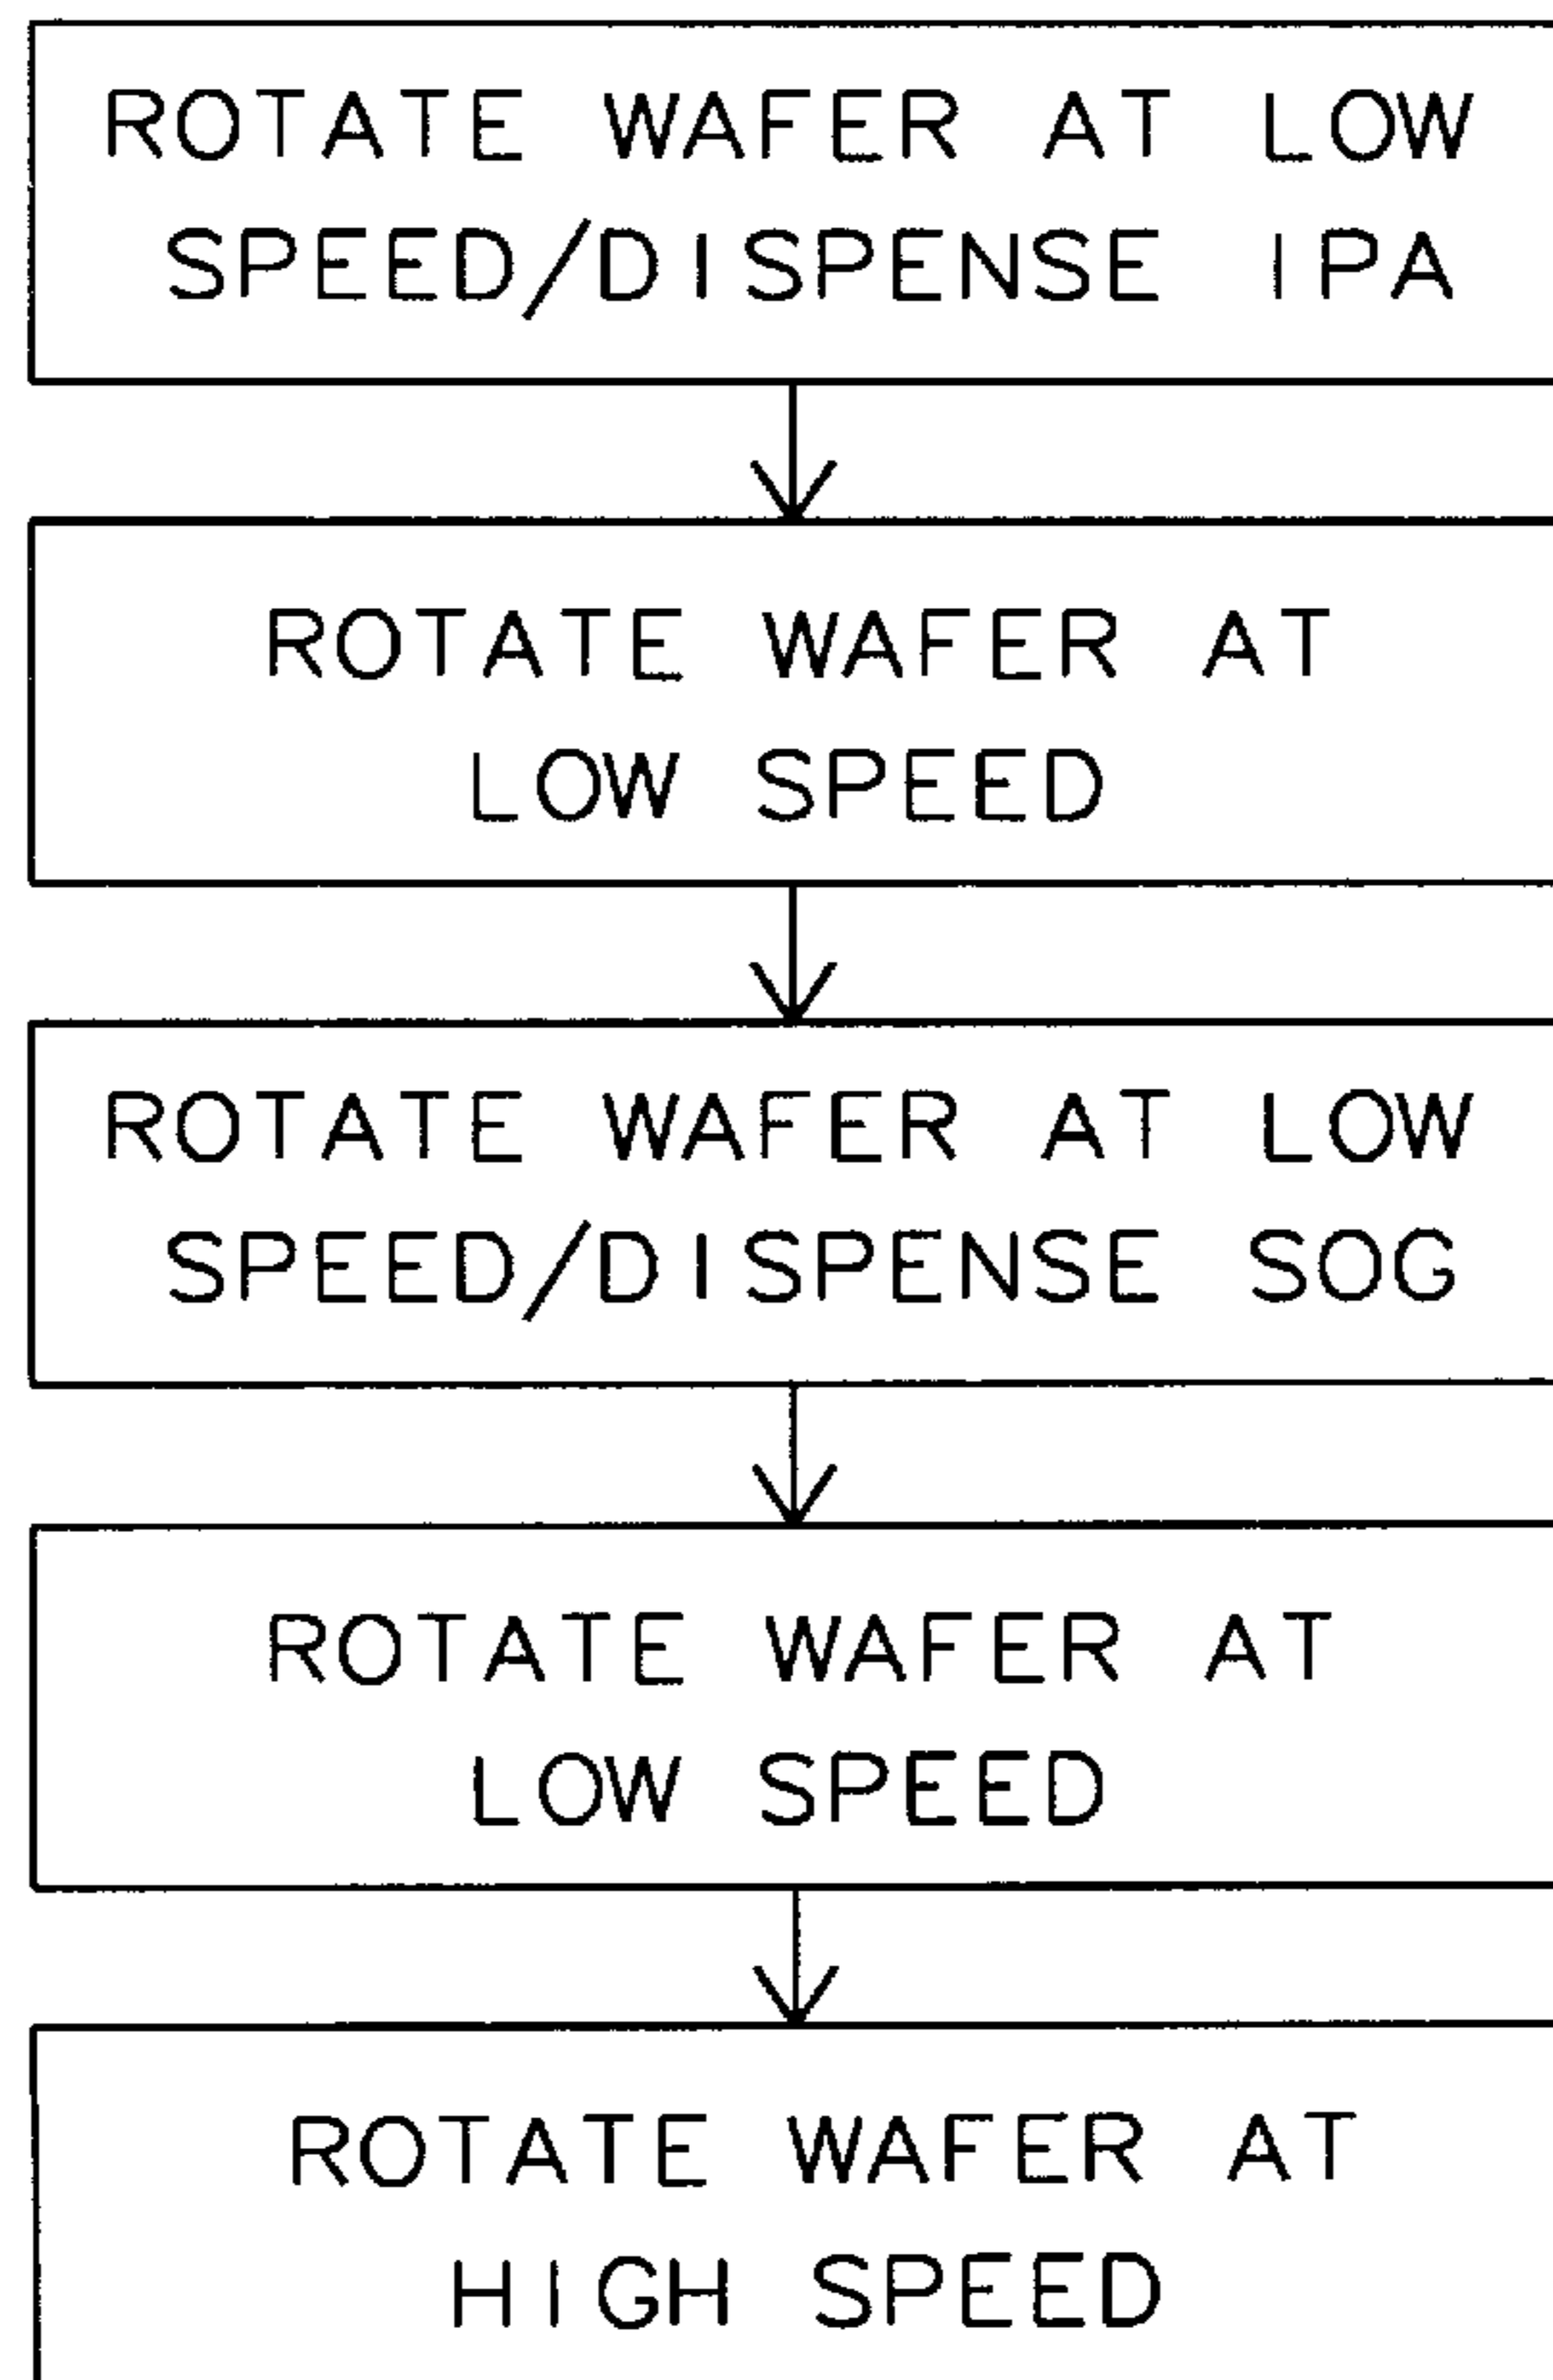 ROTATE WAFER AT LOW
SPEED/DISPENSE IPA
ROTATE WAFER AT
LOW SPEED
ROTATE WAFER AT LOW
SPEED/DISPENSE SOG
ROTATE WAFER AT
LOW SPEED
ROTATE WAFER AT
HIGH SPEED